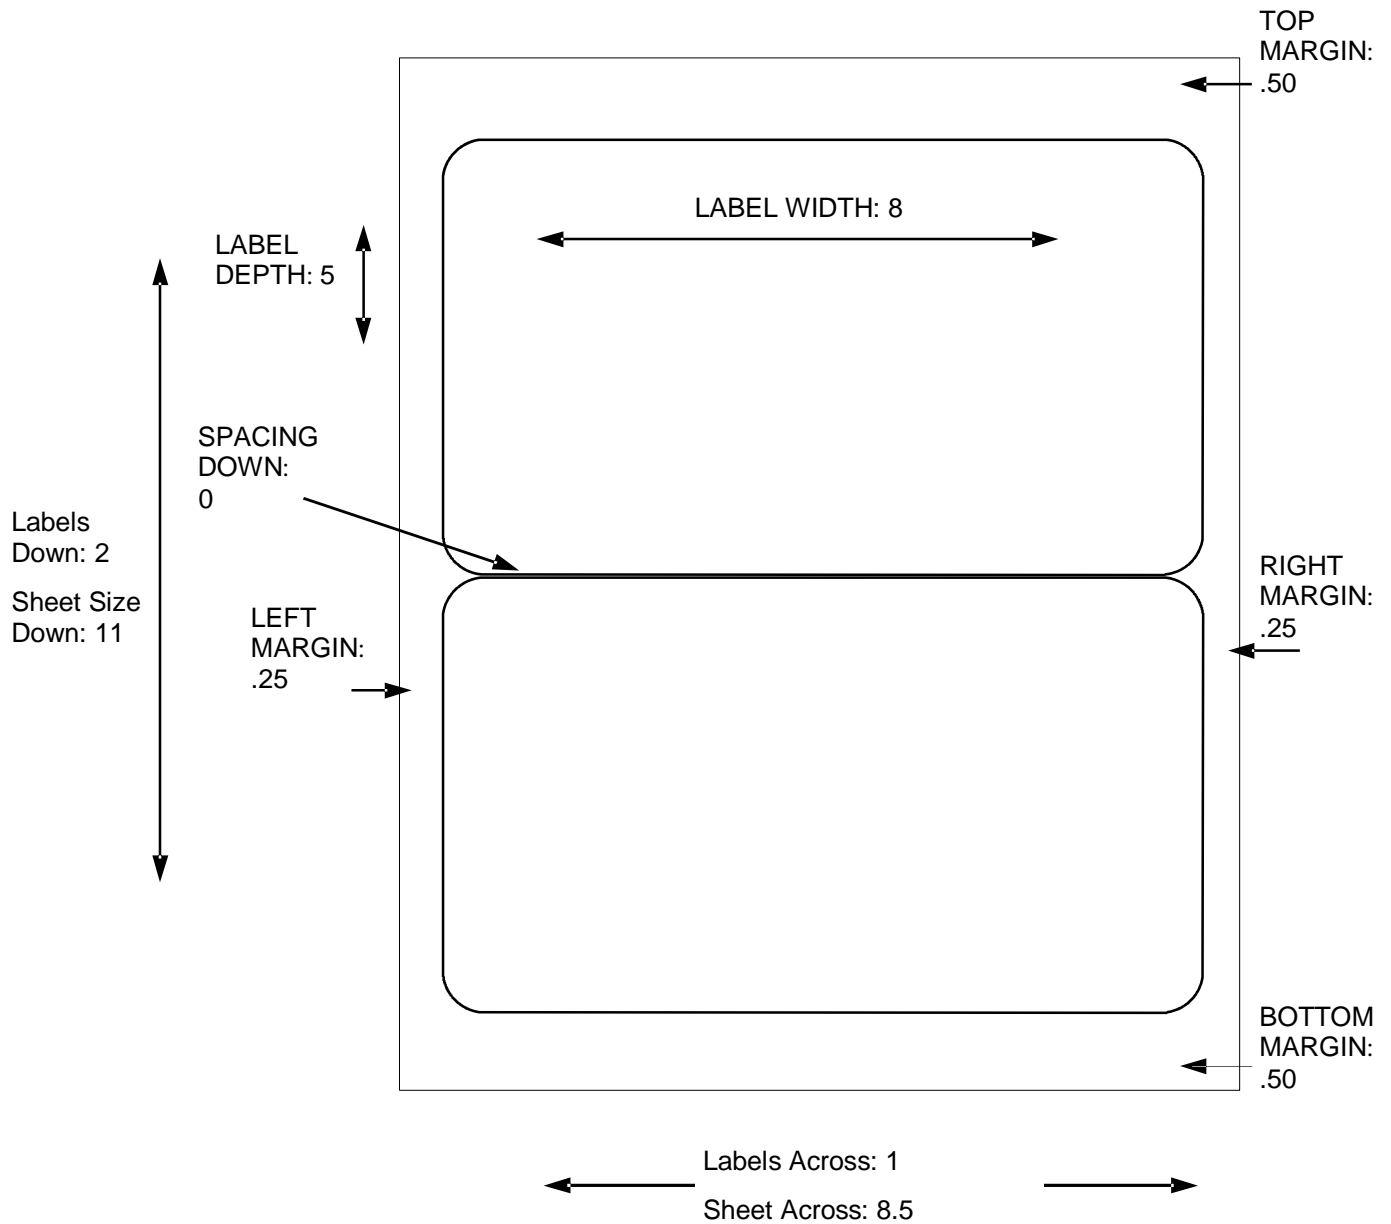 TOP
MARGIN:
.50
LABEL WIDTH: 8
LABEL
DEPTH: 5
SPACING
DOWN:
0
Labels
Down: 2
Sheet Size
Down: 11
LEFT
MARGIN:
.25
RIGHT
MARGIN:
.25
BOTTOM
MARGIN:
.50
Labels Across: 1
Sheet Across: 8.5